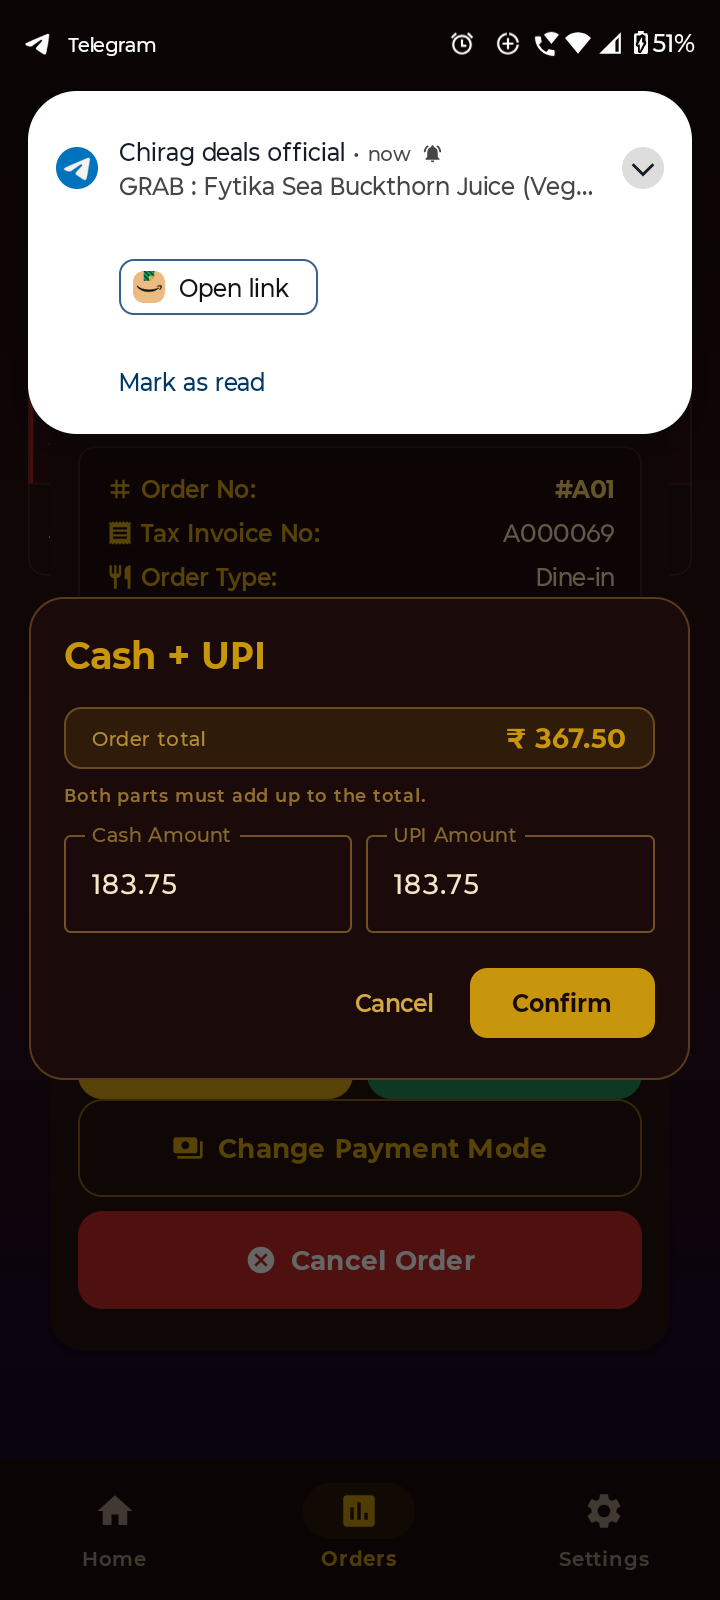 Telegram
51%
Chirag deals official • now
GRAB : Fytika Sea Buckthorn Juice (Veg...
Open link
Mark as read
# Order No: #A01
Tax Invoice No: A000069
Order Type: Dine-in
Cash + UPI
Order total ₹ 367.50
Both parts must add up to the total.
Cash Amount UPI Amount
183.75 183.75
Cancel Confirm
Change Payment Mode
Cancel Order
Home Orders Settings